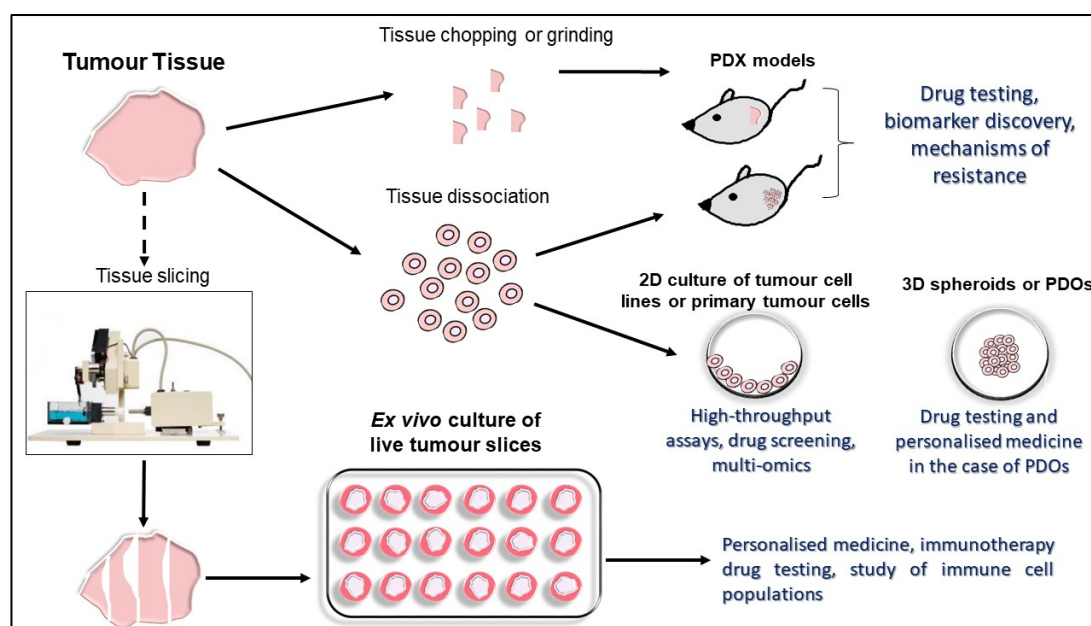 Tissue chopping or grinding
Tumour Tissue
PDX models
Drug testing,
biomarker discovery,
mechanisms of
resistance
Tissue dissociation
Tissue slicing
2D culture of tumour cell
lines or primary tumour cells
3D spheroids or PDOs
High-throughput
assays, drug screening,
multi-omics
Drug testing and
personalised medicine
in the case of PDOs
Ex vivo culture of
live tumour slices
Personalised medicine, immunotherapy
drug testing, study of immune cell
populations